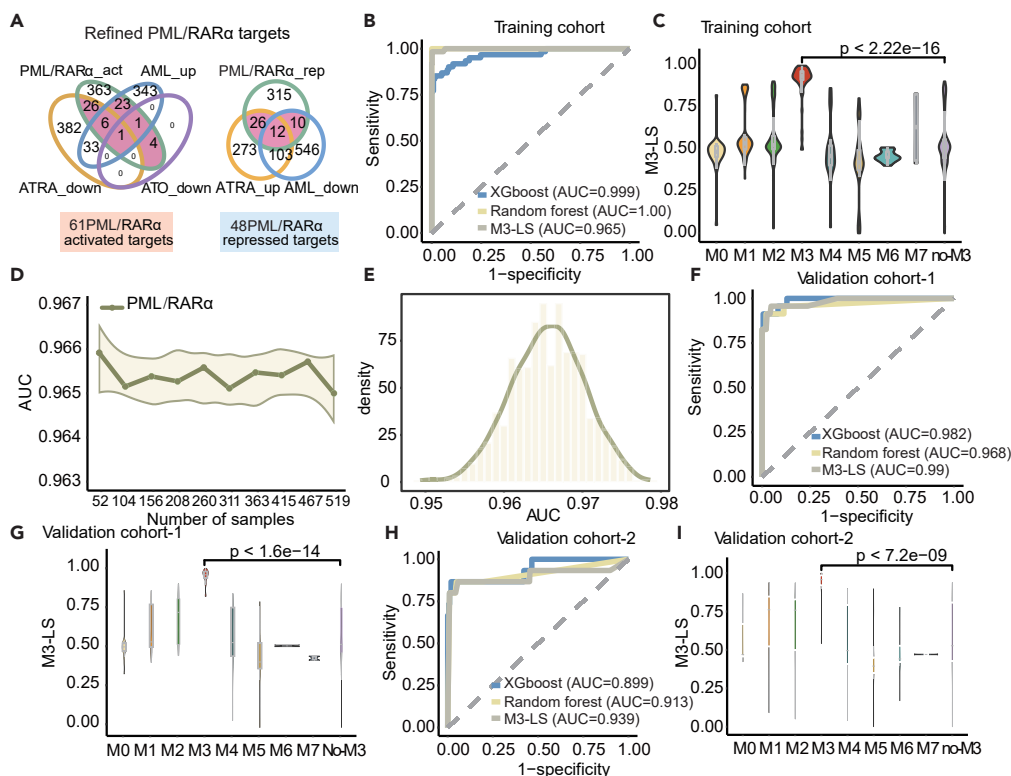 A
Refined PML/RARα targets
PML/RARα_act
AML_up
363
343
26
23
0
382
6
1
0
1
33
4
0
0
0
ATRA_down
ATO_down
61PML/RARα
activated targets
PML/RARα_rep
315
26
10
12
273
103
546
ATRA_up AML_down
48PML/RARα
repressed targets
B
Training cohort
1.00
0.75
0.50
0.25
0.00
Sensitivity
XGboost (AUC=0.999)
Random forest (AUC=1.00)
M3-LS (AUC=0.965)
0.00 0.25 0.50 0.75 1.00
1−specificity
C
Training cohort
p < 2.22e−16
1.00
0.75
0.50
0.25
0.00
M3-LS
M0 M1 M2 M3 M4 M5 M6 M7 no-M3
D
0.967
0.966
0.965
0.964
0.963
AUC
PML/RARα
52 104 156 208 260 311 363 415 467 519
Number of samples
E
75
50
25
0
density
0.95 0.96 0.97 0.98
AUC
F
Validation cohort-1
1.00
0.75
0.50
0.25
0.00
Sensitivity
XGboost (AUC=0.982)
Random forest (AUC=0.968)
M3-LS (AUC=0.99)
0.00 0.25 0.50 0.75 1.00
1−specificity
G
Validation cohort-1
p < 1.6e−14
1.00
0.75
0.50
0.25
0.00
M3-LS
M0 M1 M2 M3 M4 M5 M6 M7 No-M3
H
Validation cohort-2
1.00
0.75
0.50
0.25
0.00
Sensitivity
XGboost (AUC=0.899)
Random forest (AUC=0.913)
M3-LS (AUC=0.939)
0.00 0.25 0.50 0.75 1.00
1−specificity
I
Validation cohort-2
p < 7.2e−09
1.00
0.75
0.50
0.25
0.00
M3-LS
M0 M1 M2 M3 M4 M5 M6 M7 no-M3